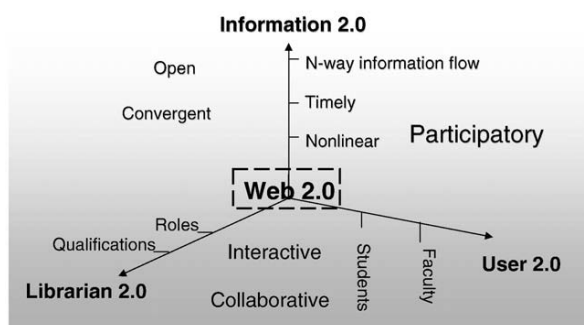 Information 2.0
Open
N-way information flow
Convergent
Timely
Nonlinear
Participatory
Web 2.0
Roles
Qualifications
Interactive
Students
Faculty
User 2.0
Librarian 2.0
Collaborative